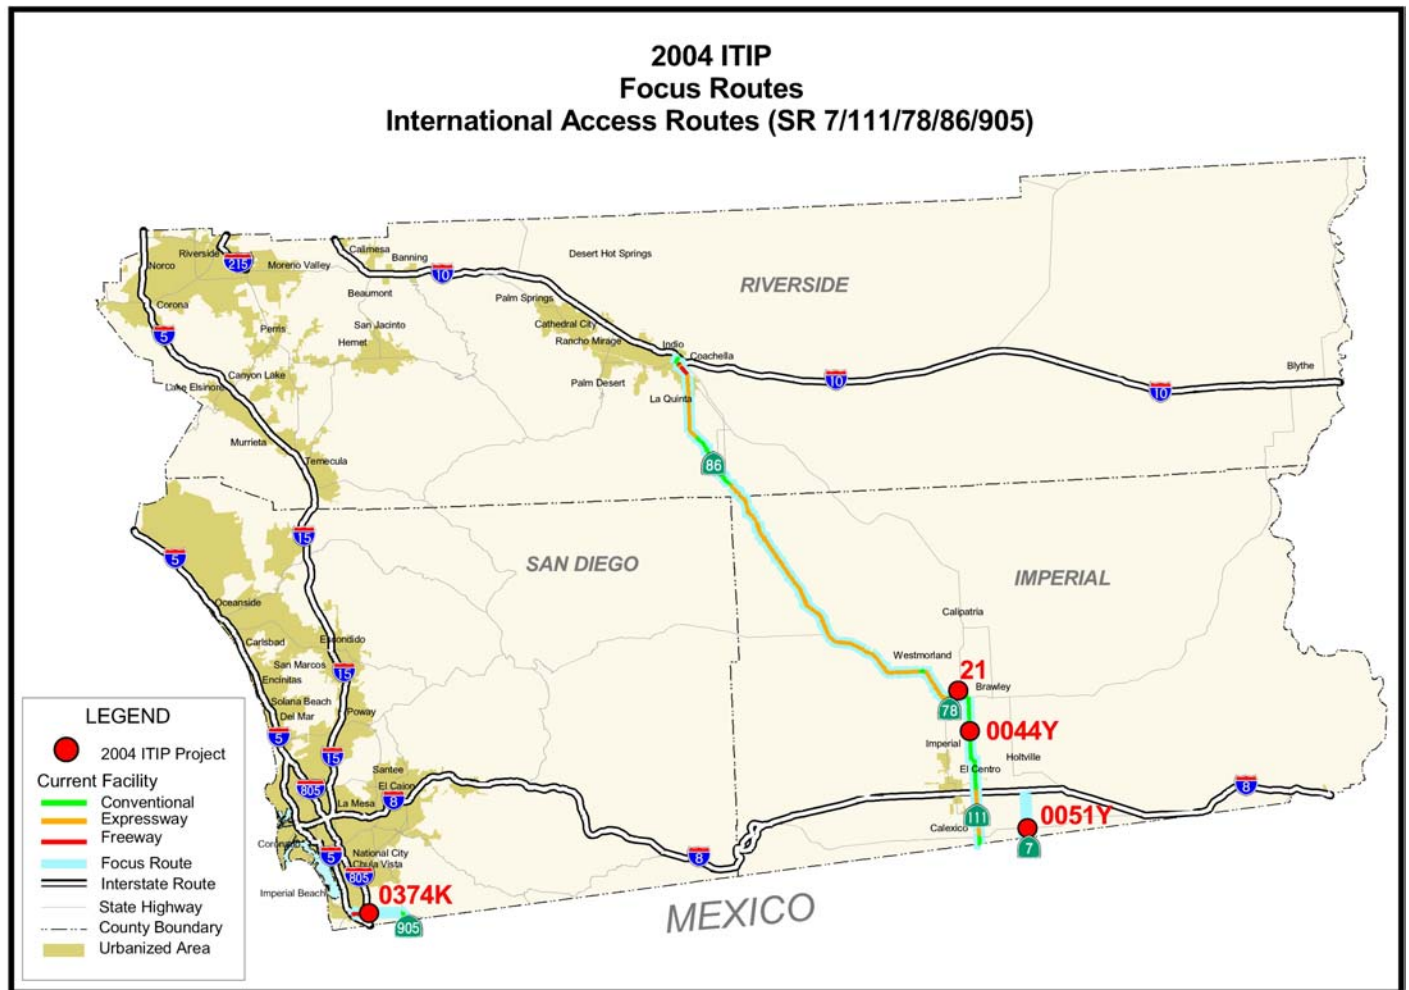 2004 ITIP
Focus Routes
International Access Routes (SR 7/111/78/86/905)
Riverside
215
Norco
Moreno Valley
Calimesa
Banning
10
Desert Hot Springs
RIVERSIDE
Beaumont
Corona
Palm Springs
5
Perris
San Jacinto
Cathedral City
Hemet
Rancho Mirage
Indio
Coachella
Canyon Lake
Lake Elsinore
Palm Desert
10
10
Blythe
La Quinta
Murrieta
Temecula
86
15
5
SAN DIEGO
IMPERIAL
Oceanside
Calipatria
Carlsbad
Escondido
San Marcos
15
Westmorland
Encinitas
21
Brawley
Solana Beach
Del Mar
Poway
78
5
0044Y
15
Imperial
Holtville
Santee
El Cajon
El Centro
805
La Mesa
8
8
111
0051Y
Calexico
7
Coronado
5
National City
Chula Vista
8
805
Imperial Beach
0374K
905
MEXICO
LEGEND
2004 ITIP Project
Current Facility
Conventional
Expressway
Freeway
Focus Route
Interstate Route
State Highway
County Boundary
Urbanized Area